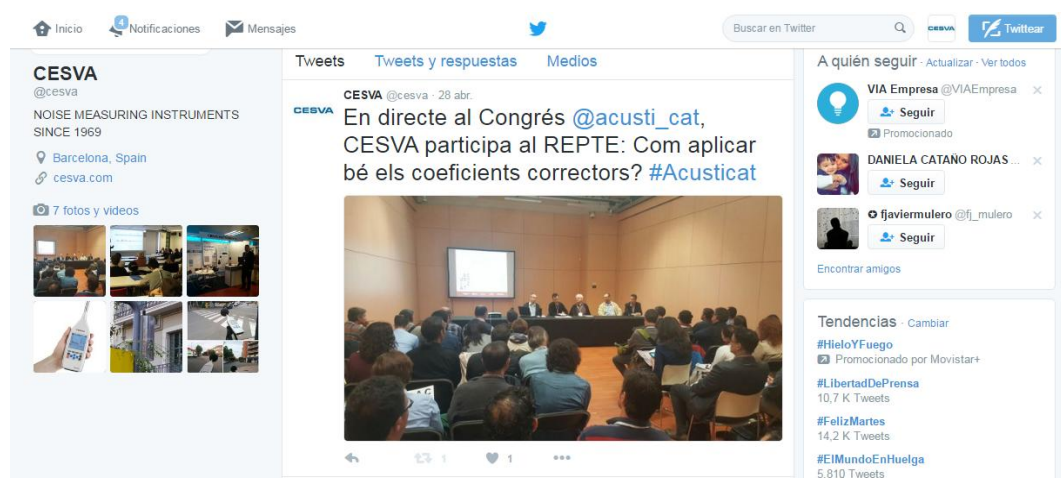 Inicio
4
Notificaciones
Mensajes
Buscar en Twitter
CESVA
Twittear
CESVA
@cesva
NOISE MEASURING INSTRUMENTS
SINCE 1969
Barcelona, Spain
cesva.com
7 fotos y videos
Tweets Tweets y respuestas Medios
CESVA
CESVA @cesva · 28 abr.
En directe al Congrés @acusti_cat,
CESVA participa al REPTE: Com aplicar
bé els coeficients correctors? #Acusticat
1 1
A quién seguir · Actualizar · Ver todos
VIA Empresa @VIAEmpresa
Seguir
Promocionado
DANIELA CATAÑO ROJAS ...
Seguir
fjaviermulero @fj_mulero
Seguir
Encontrar amigos
Tendencias · Cambiar
#HieloYFuego
Promocionado por Movistar+
#LibertadDePrensa
10,7 K Tweets
#FelizMartes
14,2 K Tweets
#ElMundoEnHuelga
5.810 Tweets